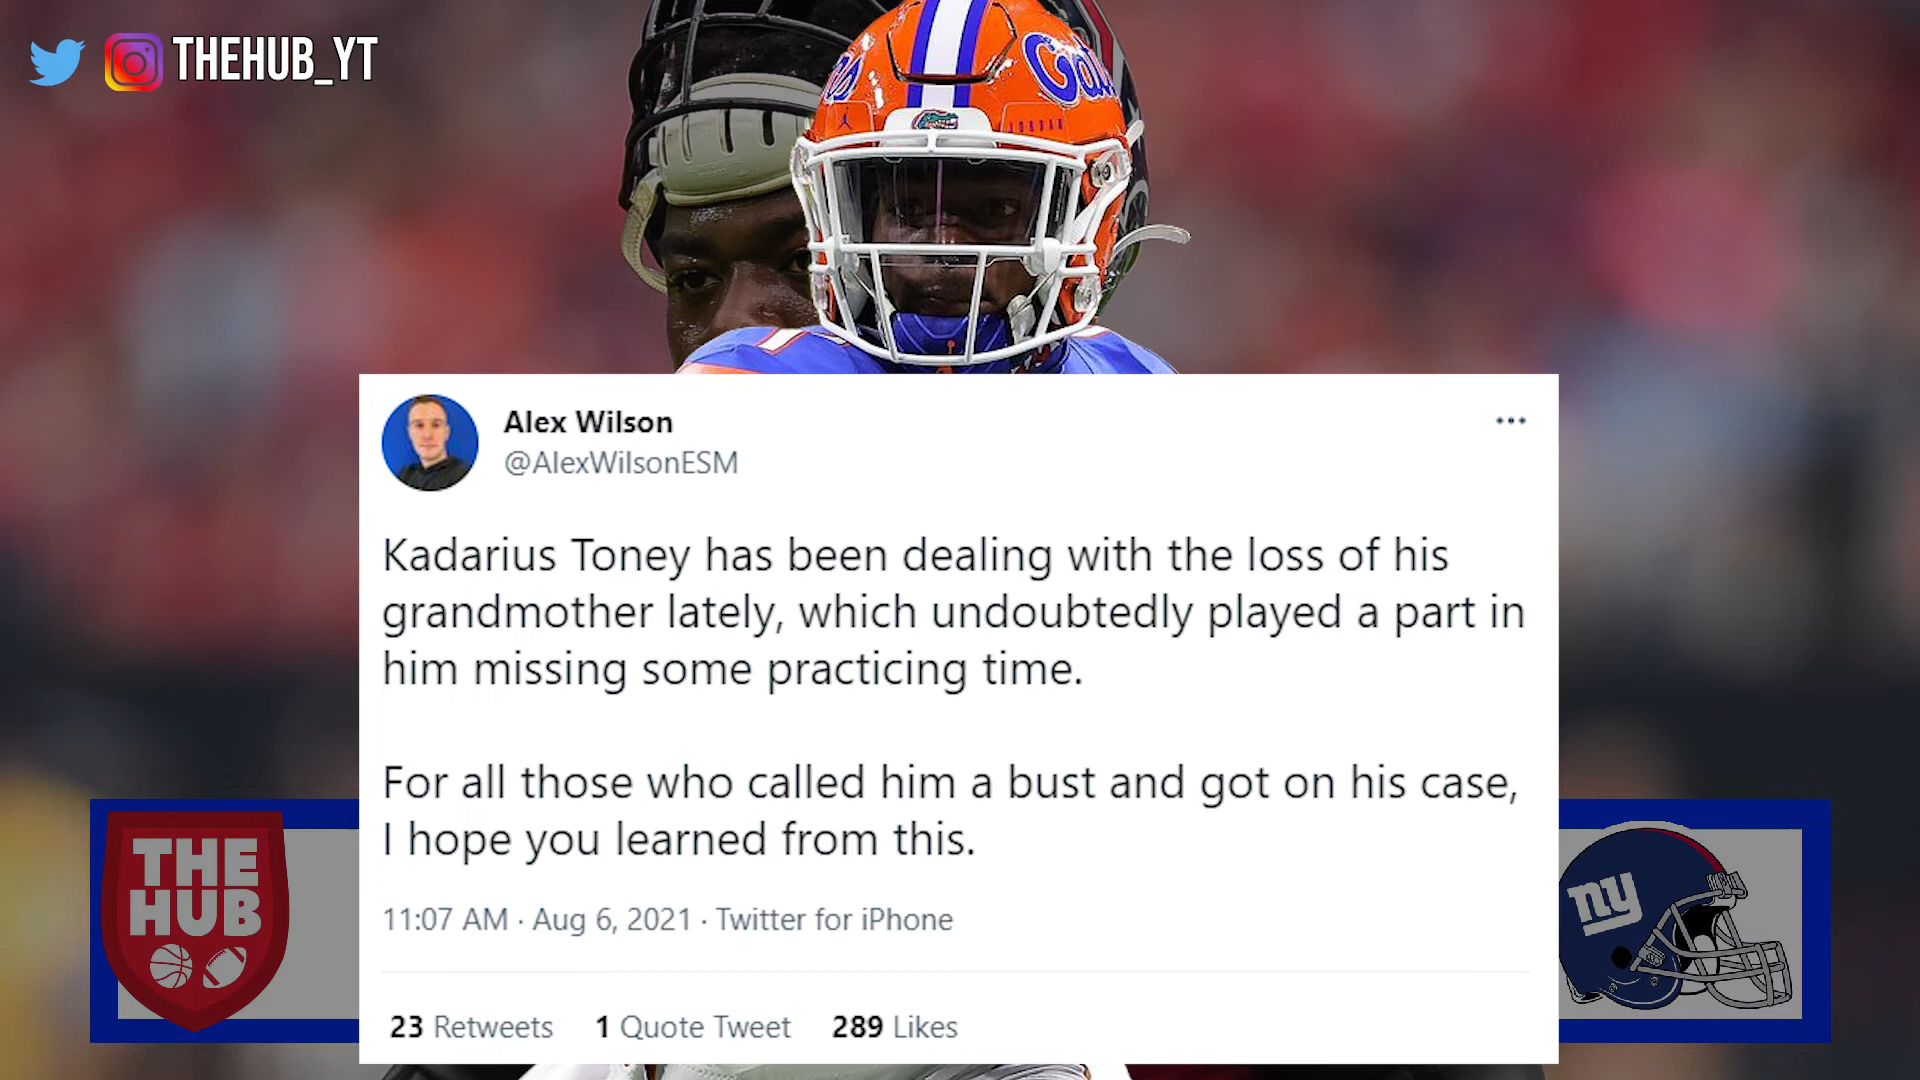 THEHUB_YT
Gat
JORDAN
Alex Wilson
@AlexWilsonESM
Kadarius Toney has been dealing with the loss of his
grandmother lately, which undoubtedly played a part in
him missing some practicing time.
For all those who called him a bust and got on his case,
I hope you learned from this.
11:07 AM · Aug 6, 2021 · Twitter for iPhone
23 Retweets 1 Quote Tweet 289 Likes
THE
HUB
ny